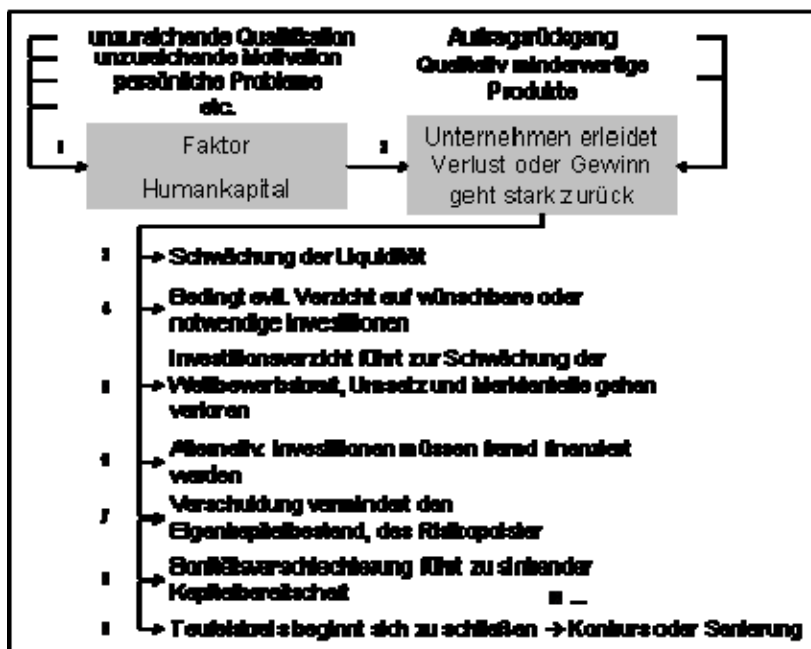 unzureichende Qualifikation
unzureichende Motivation
persönliche Probleme
etc.
Auftragsrückgang
Qualitativ minderwertige
Produkte
1
Faktor
Humankapital
2
Unternehmen erleidet
Verlust oder Gewinn
geht stark zurück
3 Schwächung der Liquidität
4 Bedingt evtl. Verzicht auf wünschbare oder
notwendige Investitionen
5 Investitionsverzicht führt zur Schwächung der
Wettbewerbskraft, Umsatz und Marktanteile gehen
verloren
6 Alternativ: Investitionen müssen fremd finanziert
werden
7 Verschuldung vermindert den
Eigenkapitalbestand, das Risikopolster
8 Bonitätsverschlechterung führt zu sinkender
Kapitalbereitschaft
9 Teufelskreis beginnt sich zu schließen → Konkurs oder Sanierung